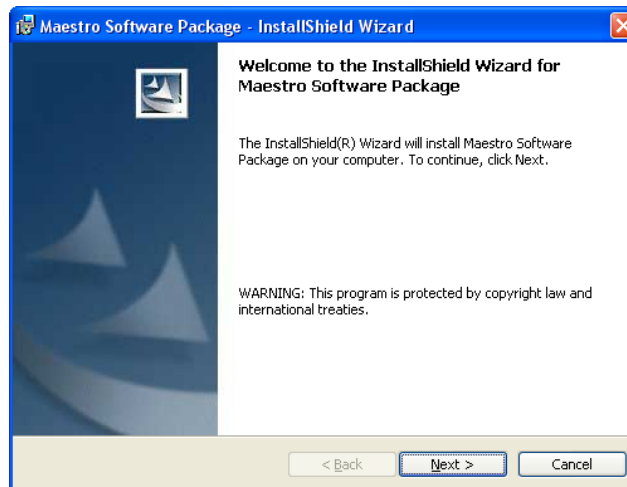 Maestro Software Package - InstallShield Wizard
Welcome to the InstallShield Wizard for
Maestro Software Package
The InstallShield(R) Wizard will install Maestro Software
Package on your computer. To continue, click Next.
WARNING: This program is protected by copyright law and
international treaties.
< Back Next > Cancel